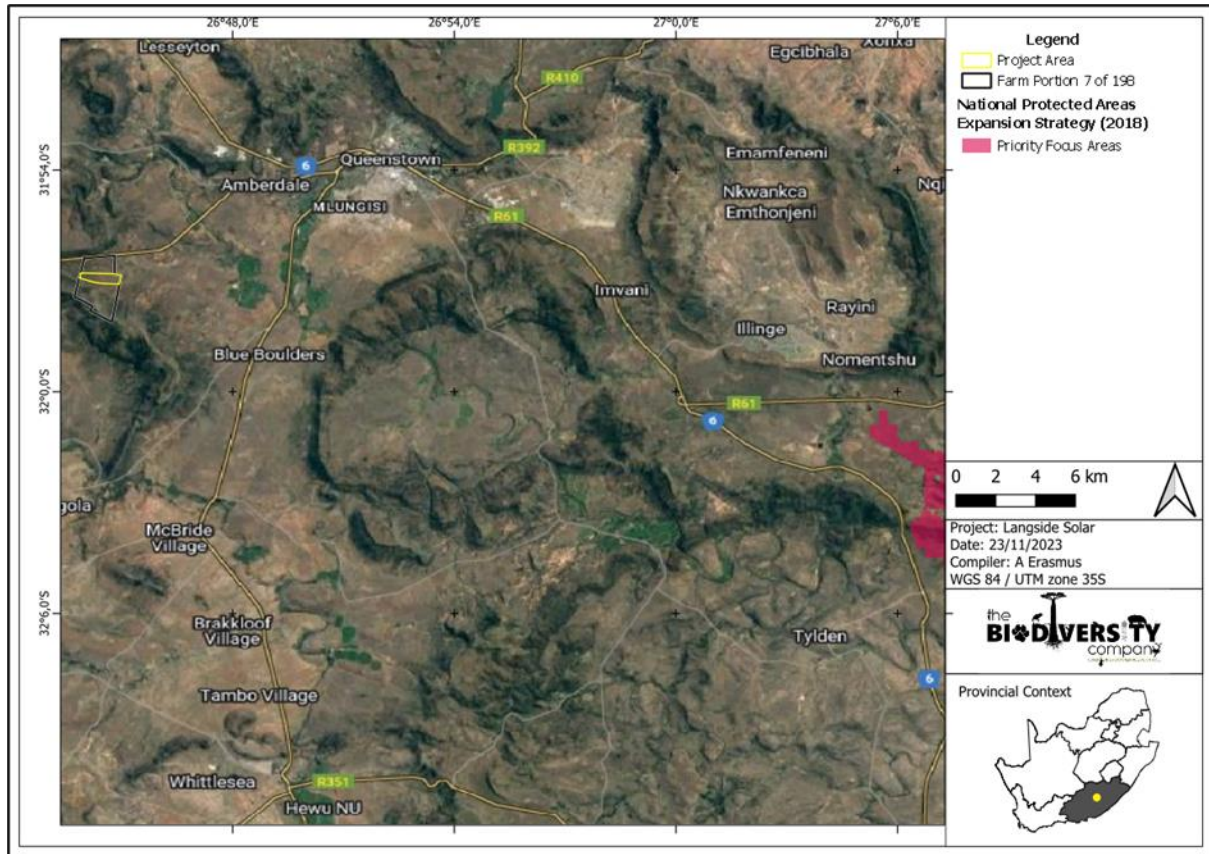 26°48,0'E
26°54,0'E
27°0,0'E
27°6,0'E
31°54,0'S
32°0,0'S
32°6,0'S
Lesseyton
Egcibhala
Xonxa
R410
R392
6
Queenstown
Amberdale
MLUNGISI
R61
Emamfeneni
Nkwankca
Emthonjeni
Nqi
Imvani
Rayini
Illinge
Nomentshu
Blue Boulders
R61
6
gola
McBride
Village
Brakkloof
Village
Tylden
6
Tambo Village
Whittlesea
R351
Hewu NU
Legend
Project Area
Farm Portion 7 of 198
National Protected Areas
Expansion Strategy (2018)
Priority Focus Areas
0 2 4 6 km
Project: Langside Solar
Date: 23/11/2023
Compiler: A Erasmus
WGS 84 / UTM zone 35S
the
BIODIVERSITY
company
Provincial Context